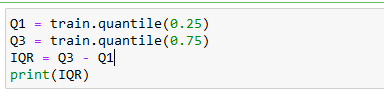 Q1 = train.quantile(0.25)
Q3 = train.quantile(0.75)
IQR = Q3 - Q1
print(IQR)